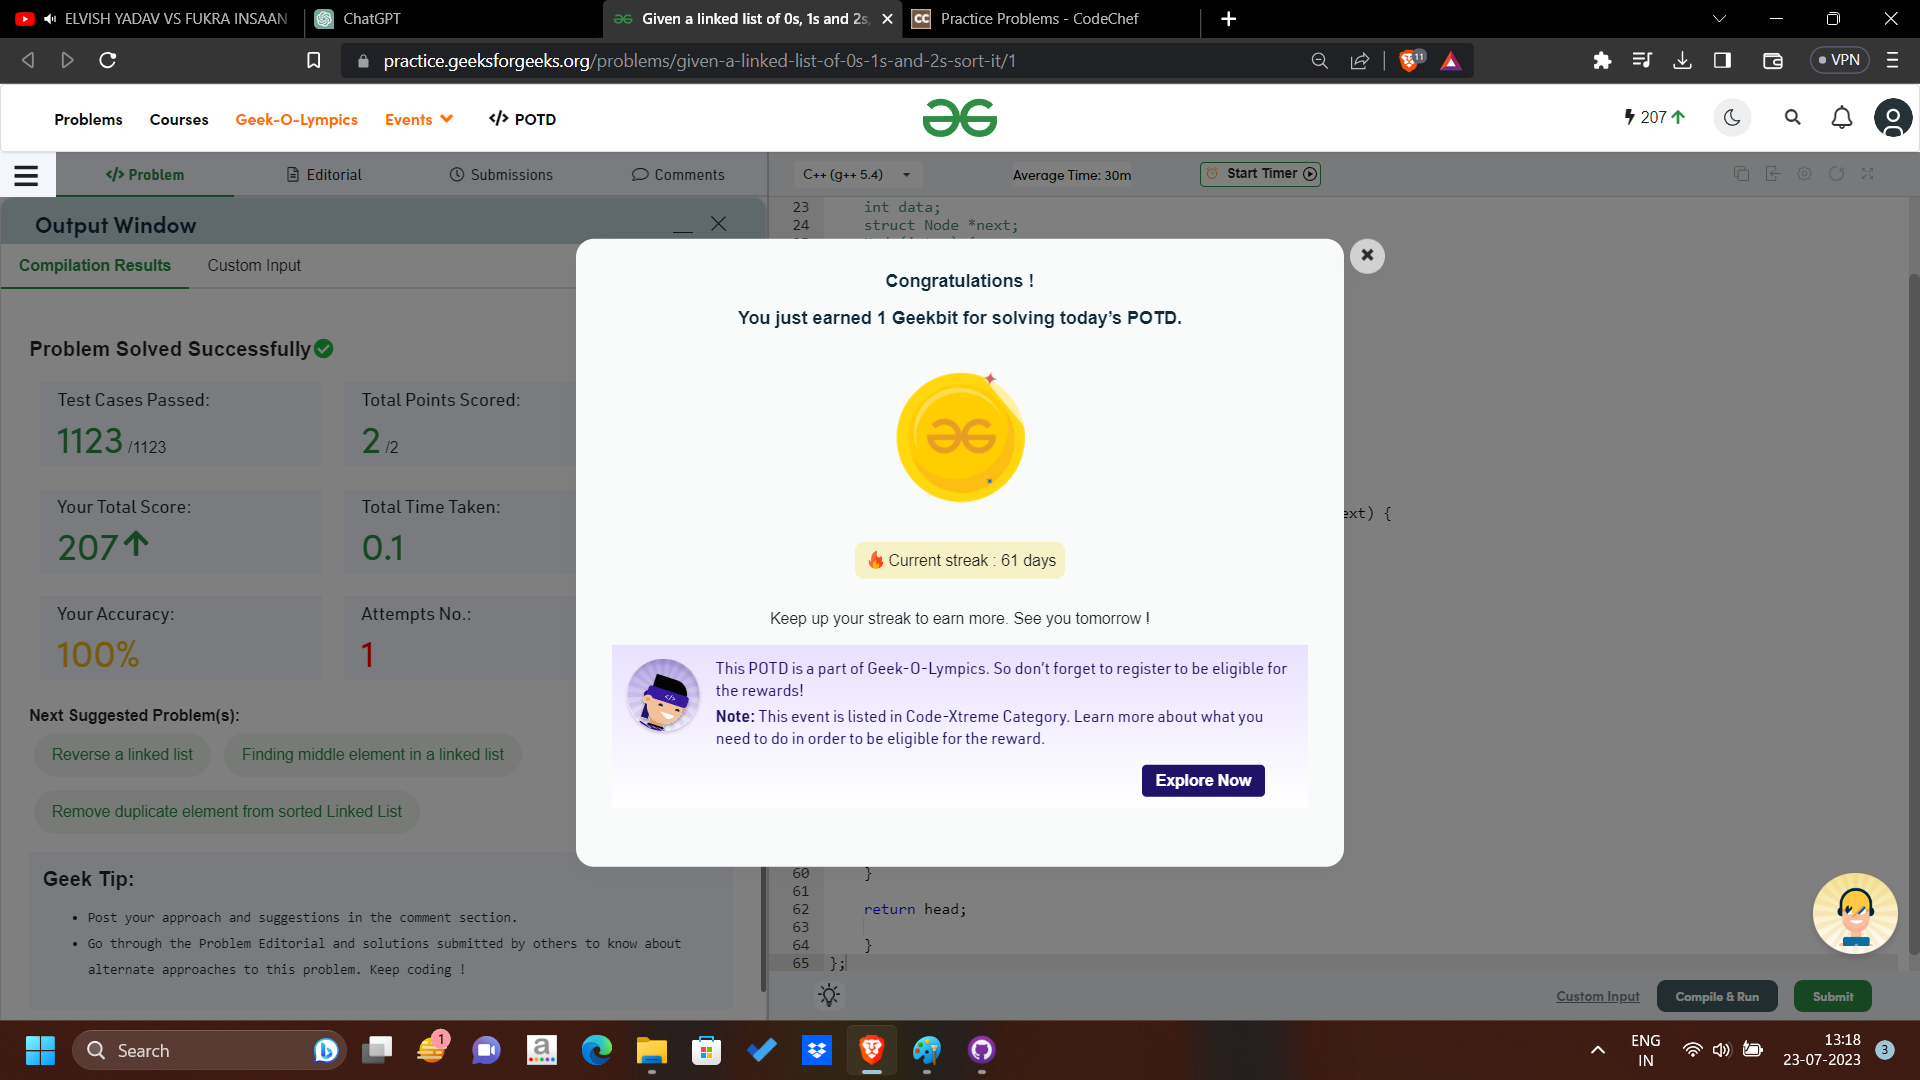 ELVISH YADAV VS FUKRA INSAAN
ChatGPT
Given a linked list of 0s, 1s and 2s,
CC Practice Problems - CodeChef
practice.geeksforgeeks.org/problems/given-a-linked-list-of-0s-1s-and-2s-sort-it/1
11
VPN
Problems Courses Geek-O-Lympics Events </> POTD
207
</> Problem Editorial Submissions Comments
C++ (g++ 5.4) Average Time: 30m Start Timer
Output Window
Compilation Results Custom Input
Problem Solved Successfully
Test Cases Passed:
1123 /1123
Total Points Scored:
2 /2
Your Total Score:
207
Total Time Taken:
0.1
Your Accuracy:
100%
Attempts No.:
1
Next Suggested Problem(s):
Reverse a linked list Finding middle element in a linked list
Remove duplicate element from sorted Linked List
Geek Tip:
• Post your approach and suggestions in the comment section.
• Go through the Problem Editorial and solutions submitted by others to know about
alternate approaches to this problem. Keep coding !
23 int data;
24 struct Node *next;
Congratulations !
You just earned 1 Geekbit for solving today’s POTD.
Current streak : 61 days
Keep up your streak to earn more. See you tomorrow !
This POTD is a part of Geek-O-Lympics. So don't forget to register to be eligible for
the rewards!
Note: This event is listed in Code-Xtreme Category. Learn more about what you
need to do in order to be eligible for the reward.
Explore Now
ext) {
60 }
61
62 return head;
63
64 }
65 };
Custom Input Compile & Run Submit
Search
1
ENG
IN
13:18
23-07-2023
3